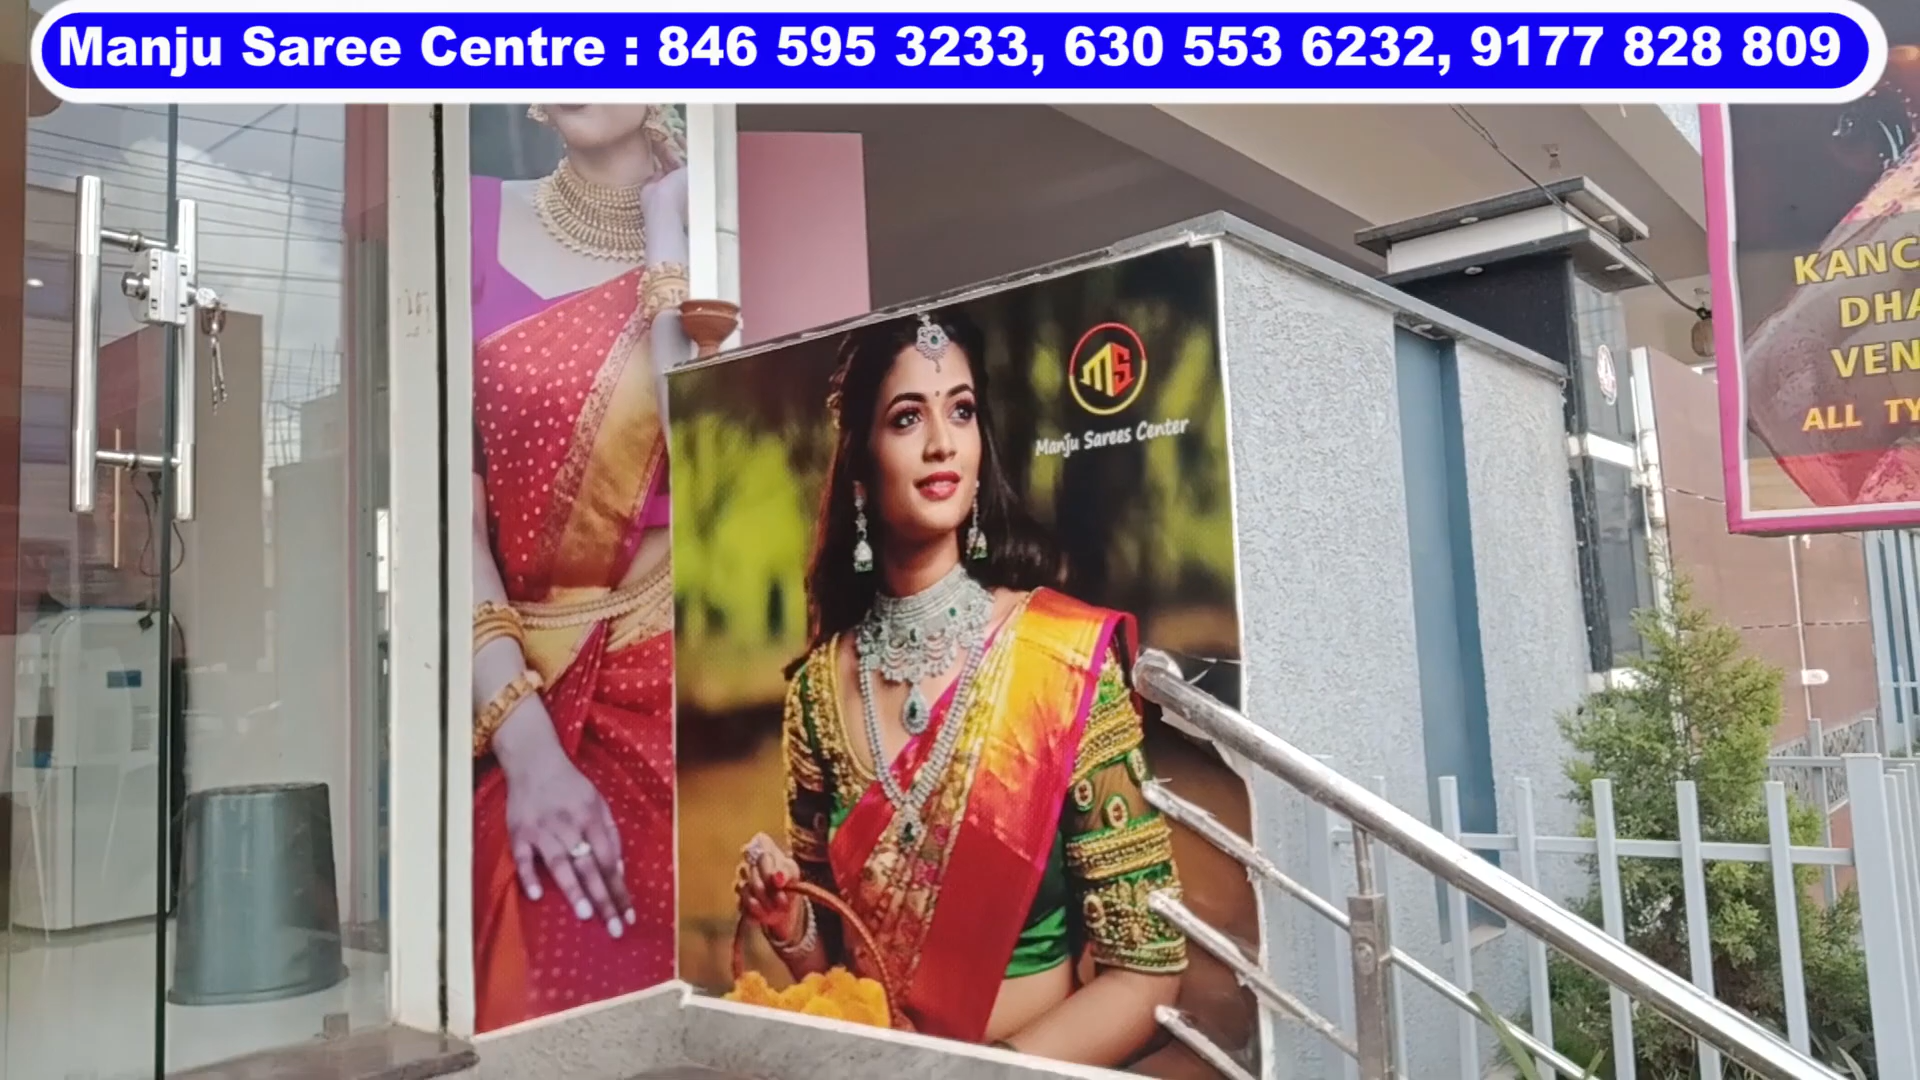 Manju Saree Centre : 846 595 3233, 630 553 6232, 9177 828 809
MS
Manju Sarees Center
KANC
DHA
VEN
ALL TY